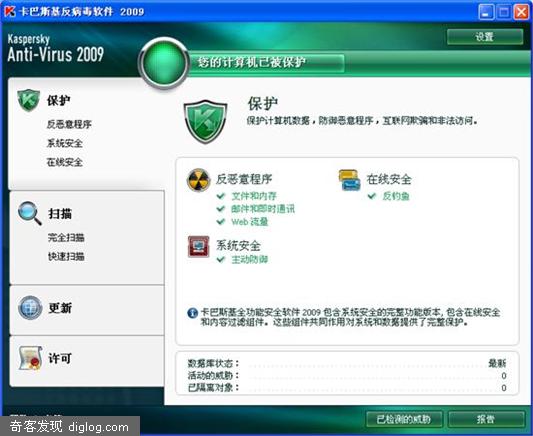 卡巴斯基反病毒软件 2009
Kaspersky
Anti-Virus 2009
设置
您的计算机已被保护
保护
反恶意程序
系统安全
在线安全
扫描
完全扫描
快速扫描
更新
许可
保护
保护计算机数据，防御恶意程序，互联网欺骗和非法访问。
反恶意程序
文件和内存
邮件和即时通讯
Web 流量
系统安全
主动防御
在线安全
反钓鱼
卡巴斯基全功能安全软件 2009 包含系统安全的完整功能版本, 包含在线安全
和内容过滤组件。这些组件共同作用对系统和数据提供了完整保护。
数据库状态： 最新
活动的威胁： 0
已隔离对象： 0
已检测的威胁
报告
奇客发现 diglog.com